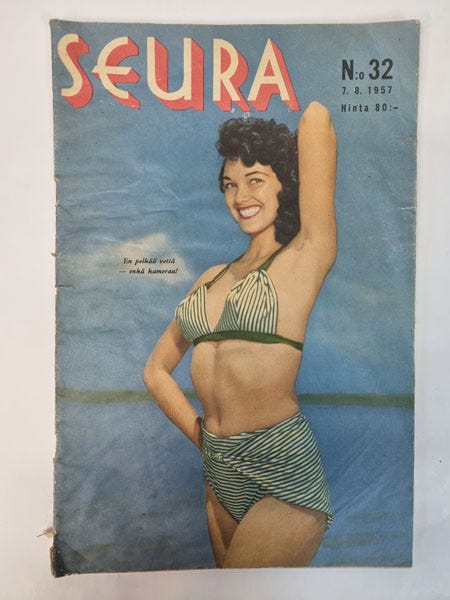 SEURA
N:o 32
7. 8. 1957
Hinta 80:-
En pelkää vettä
— enkä kameraa!